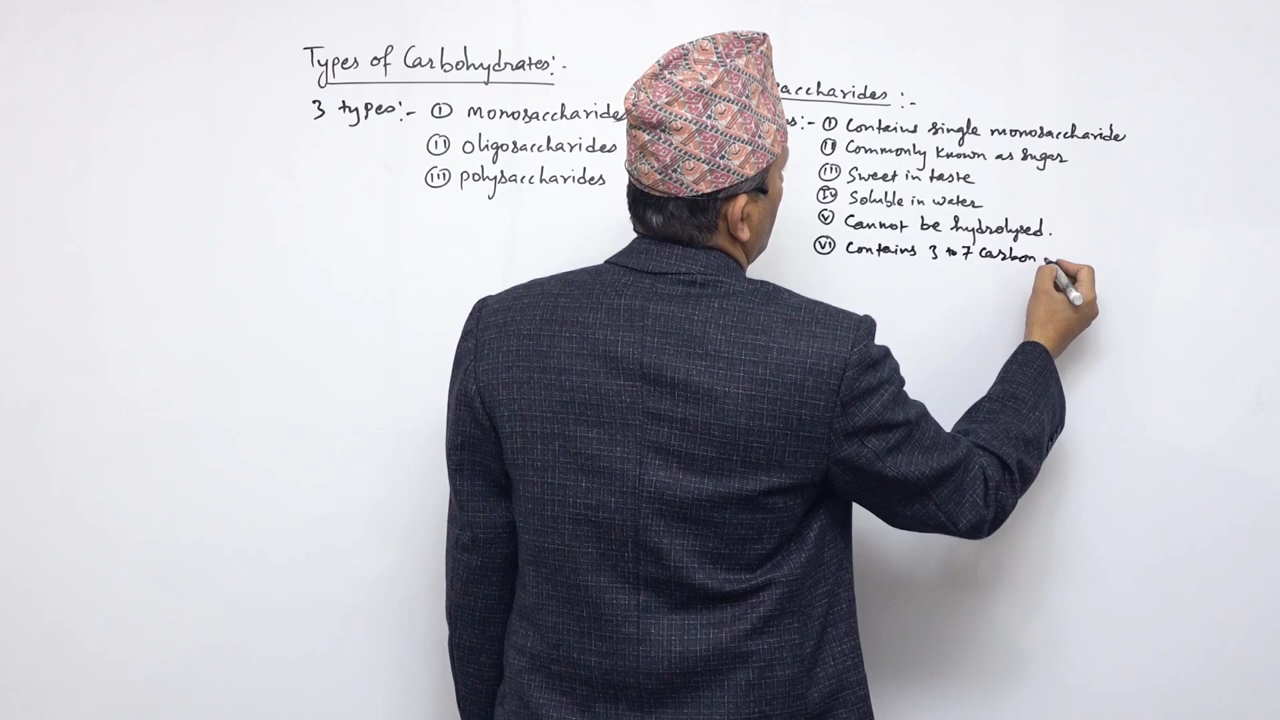 Types of Carbohydrates:-
3 types:- (I) monosaccharides
(II) oligosaccharides
(III) polysaccharides
saccharides :-
s:- (I) Contains single monosaccharide
(II) Commonly known as sugar
(III) Sweet in taste
(IV) Soluble in water
(V) Cannot be hydrolysed.
(VI) Contains 3 to 7 carbon